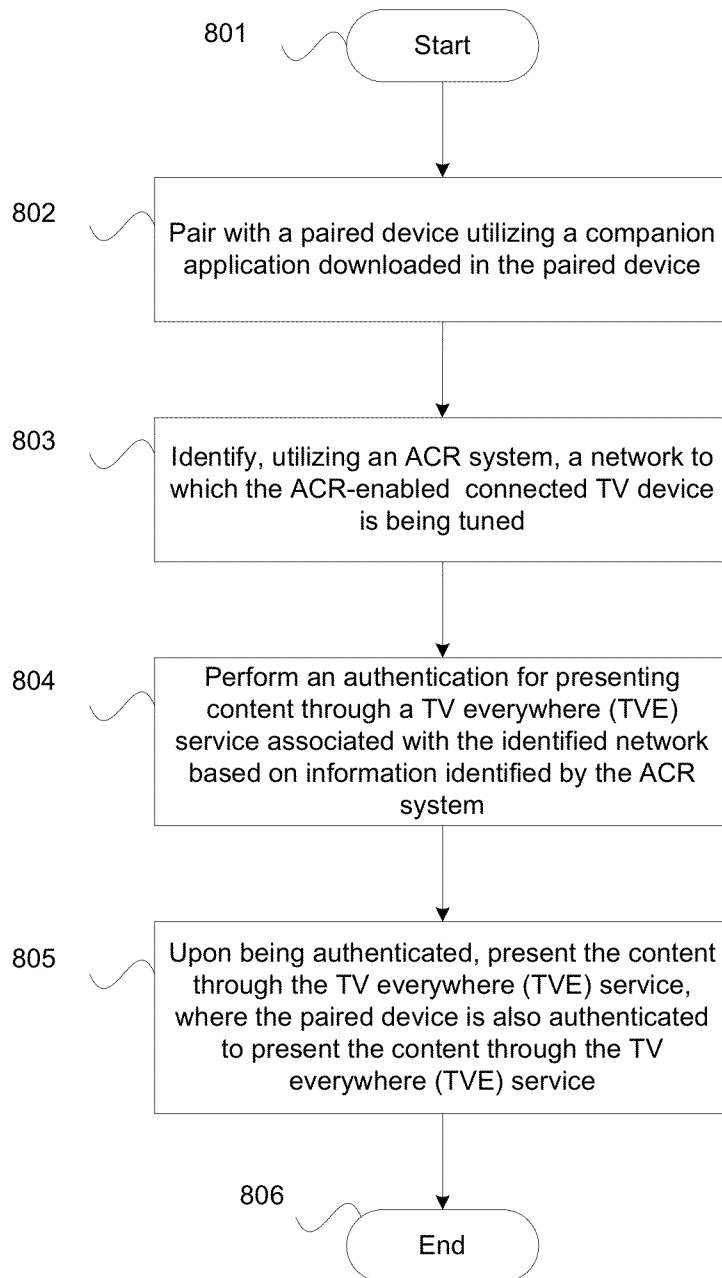 801
Start
802
Pair with a paired device utilizing a companion
application downloaded in the paired device
803
Identify, utilizing an ACR system, a network to
which the ACR-enabled connected TV device
is being tuned
804
Perform an authentication for presenting
content through a TV everywhere (TVE)
service associated with the identified network
based on information identified by the ACR
system
805
Upon being authenticated, present the content
through the TV everywhere (TVE) service,
where the paired device is also authenticated
to present the content through the TV
everywhere (TVE) service
806
End